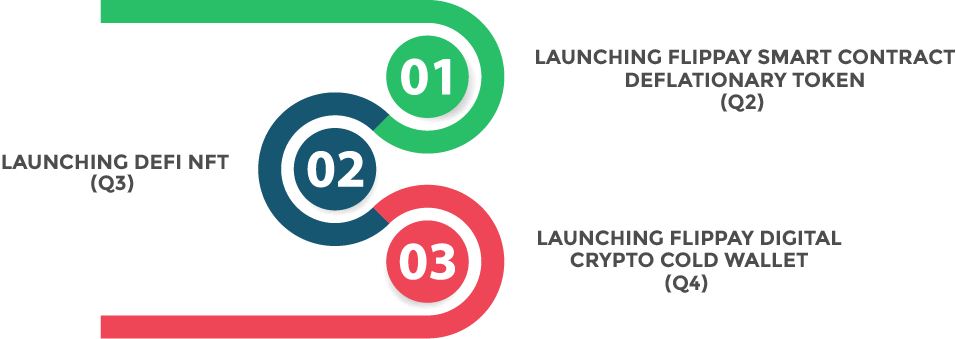 01
LAUNCHING FLIPPAY SMART CONTRACT
DEFLATIONARY TOKEN
(Q2)
02
LAUNCHING DEFI NFT
(Q3)
03
LAUNCHING FLIPPAY DIGITAL
CRYPTO COLD WALLET
(Q4)